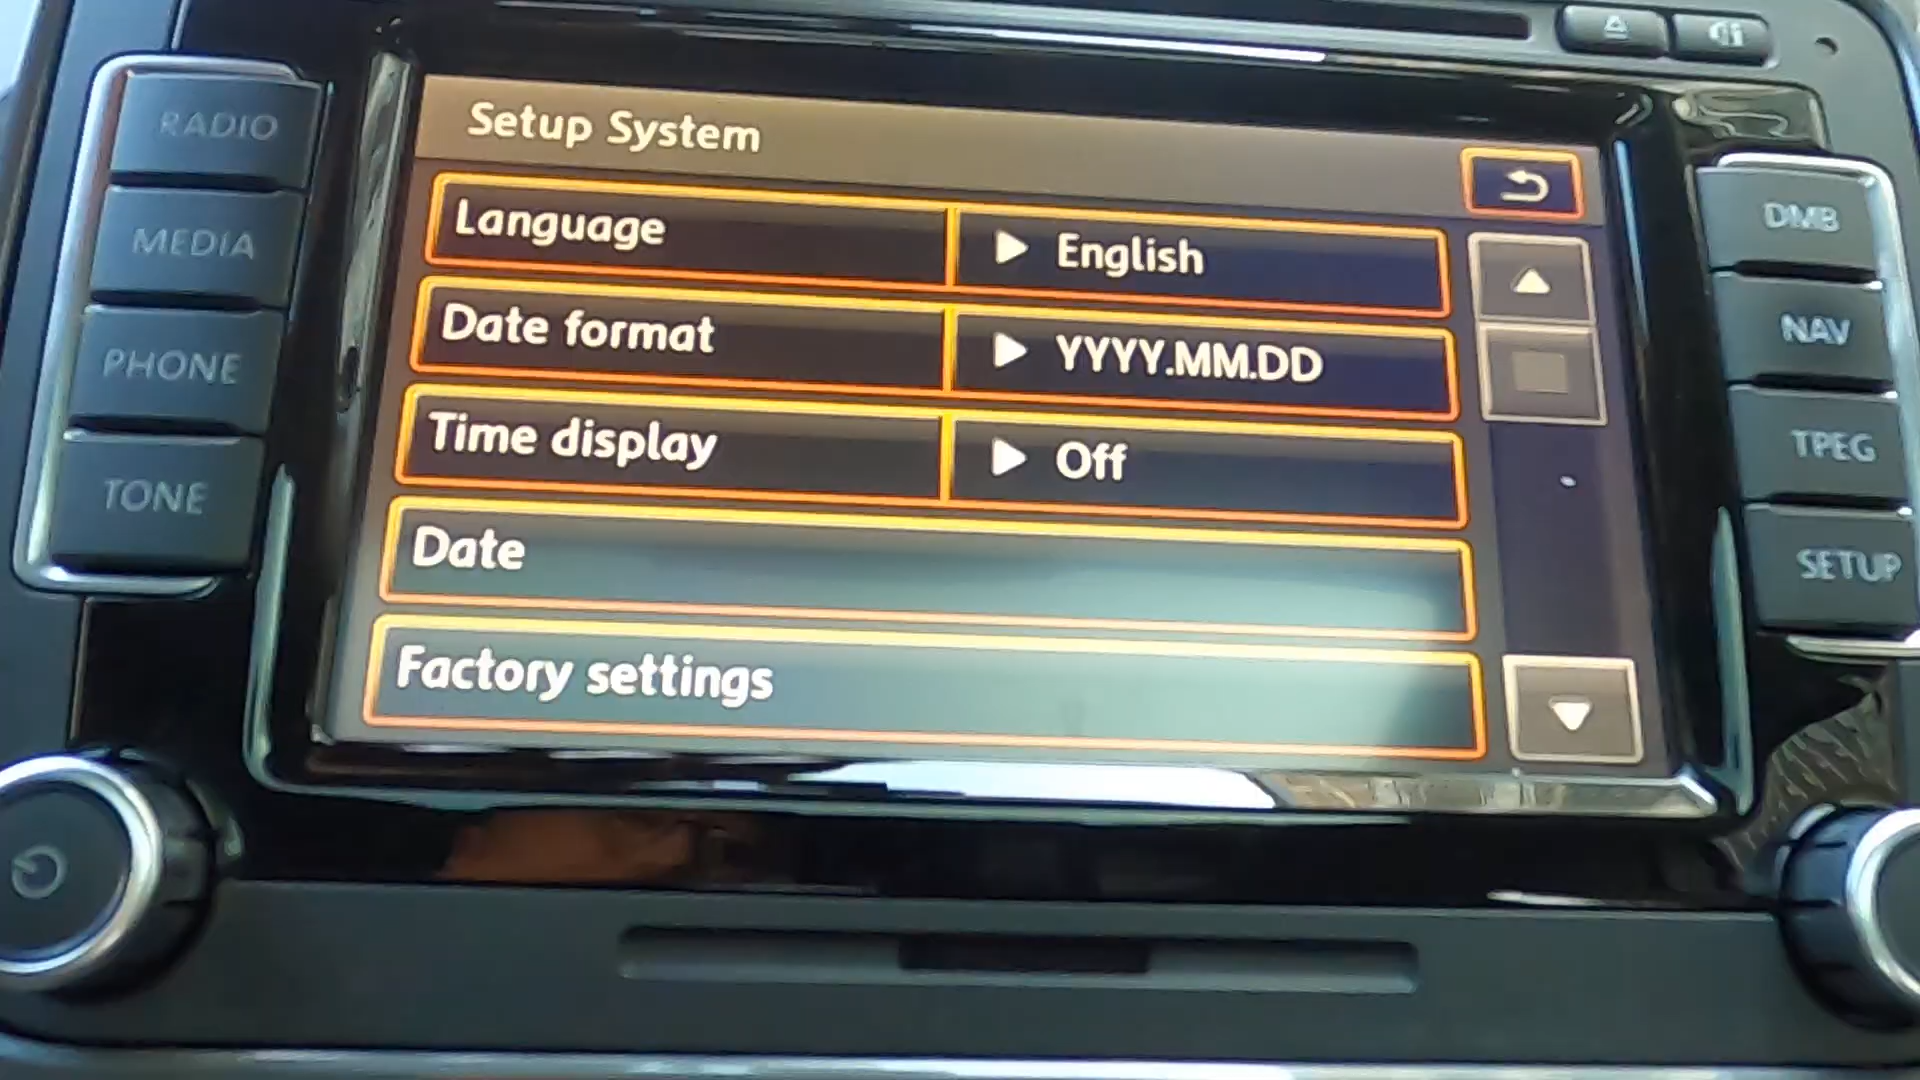 RADIO
MEDIA
PHONE
TONE
Setup System
Language
English
Date format
YYYY.MM.DD
Time display
Off
Date
Factory settings
DMB
NAV
TPEG
SETUP